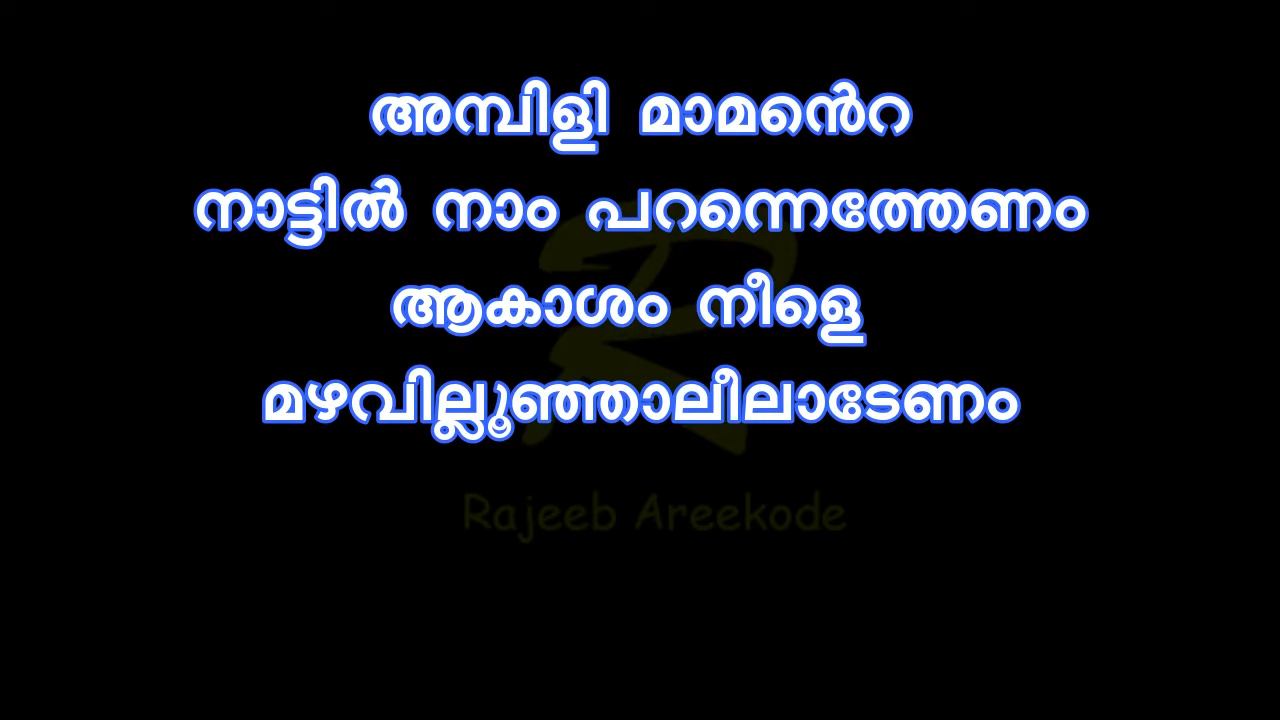 അമ്പിളി മാമൻെറ
നാട്ടിൽ നാം പറന്നെത്തേണം
ആകാശം നീളെ
മഴവില്ലൂഞ്ഞാലീലാടേണം
Rajeeb Areekode